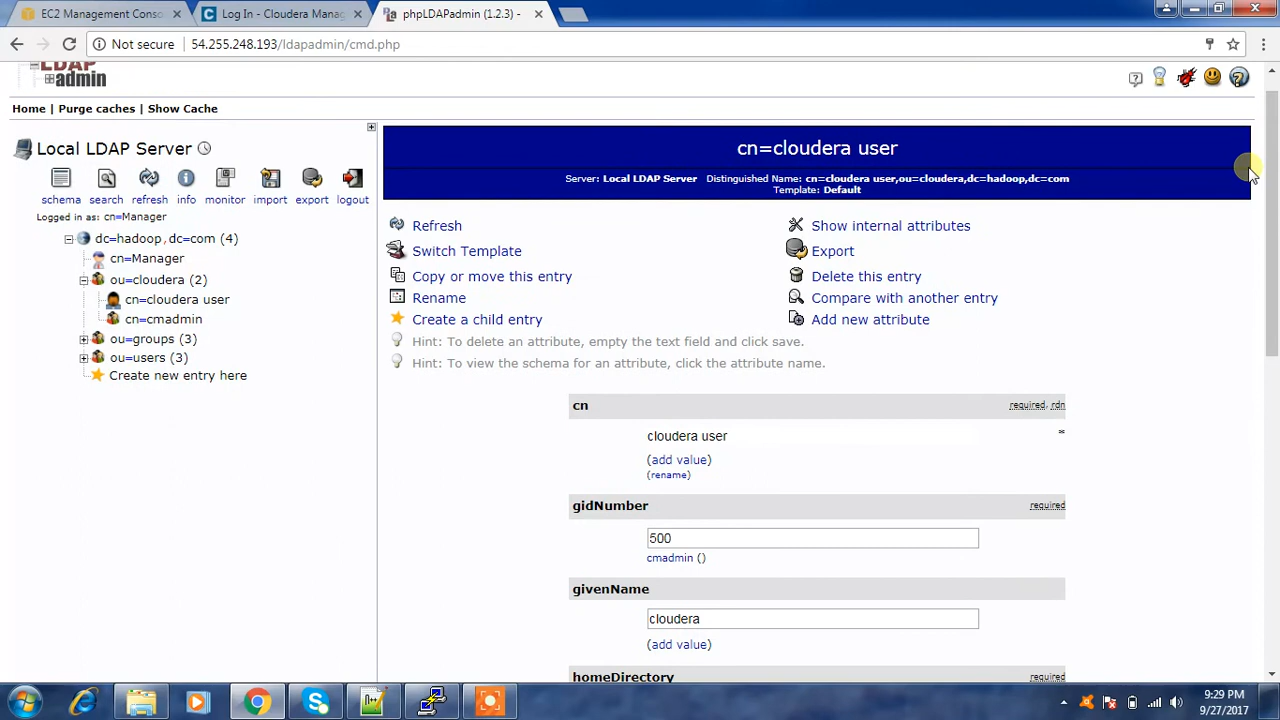 EC2 Management Conso
Log In - Cloudera Manag
phpLDAPadmin (1.2.3) -
Not secure
54.255.248.193/ldapadmin/cmd.php
LDAP
admin
Home | Purge caches | Show Cache
Local LDAP Server
schema search refresh info monitor import export logout
Logged in as: cn=Manager
dc=hadoop,dc=com (4)
cn=Manager
ou=cloudera (2)
cn=cloudera user
cn=cmadmin
ou=groups (3)
ou=users (3)
Create new entry here
cn=cloudera user
Server: Local LDAP Server Distinguished Name: cn=cloudera user,ou=cloudera,dc=hadoop,dc=com
Template: Default
Refresh
Show internal attributes
Switch Template
Export
Copy or move this entry
Delete this entry
Rename
Compare with another entry
Create a child entry
Add new attribute
Hint: To delete an attribute, empty the text field and click save.
Hint: To view the schema for an attribute, click the attribute name.
cn
required, rdn
cloudera user
*
(add value)
(rename)
gidNumber
required
500
cmadmin ()
givenName
cloudera
(add value)
homeDirectory
required
9:29 PM
9/27/2017